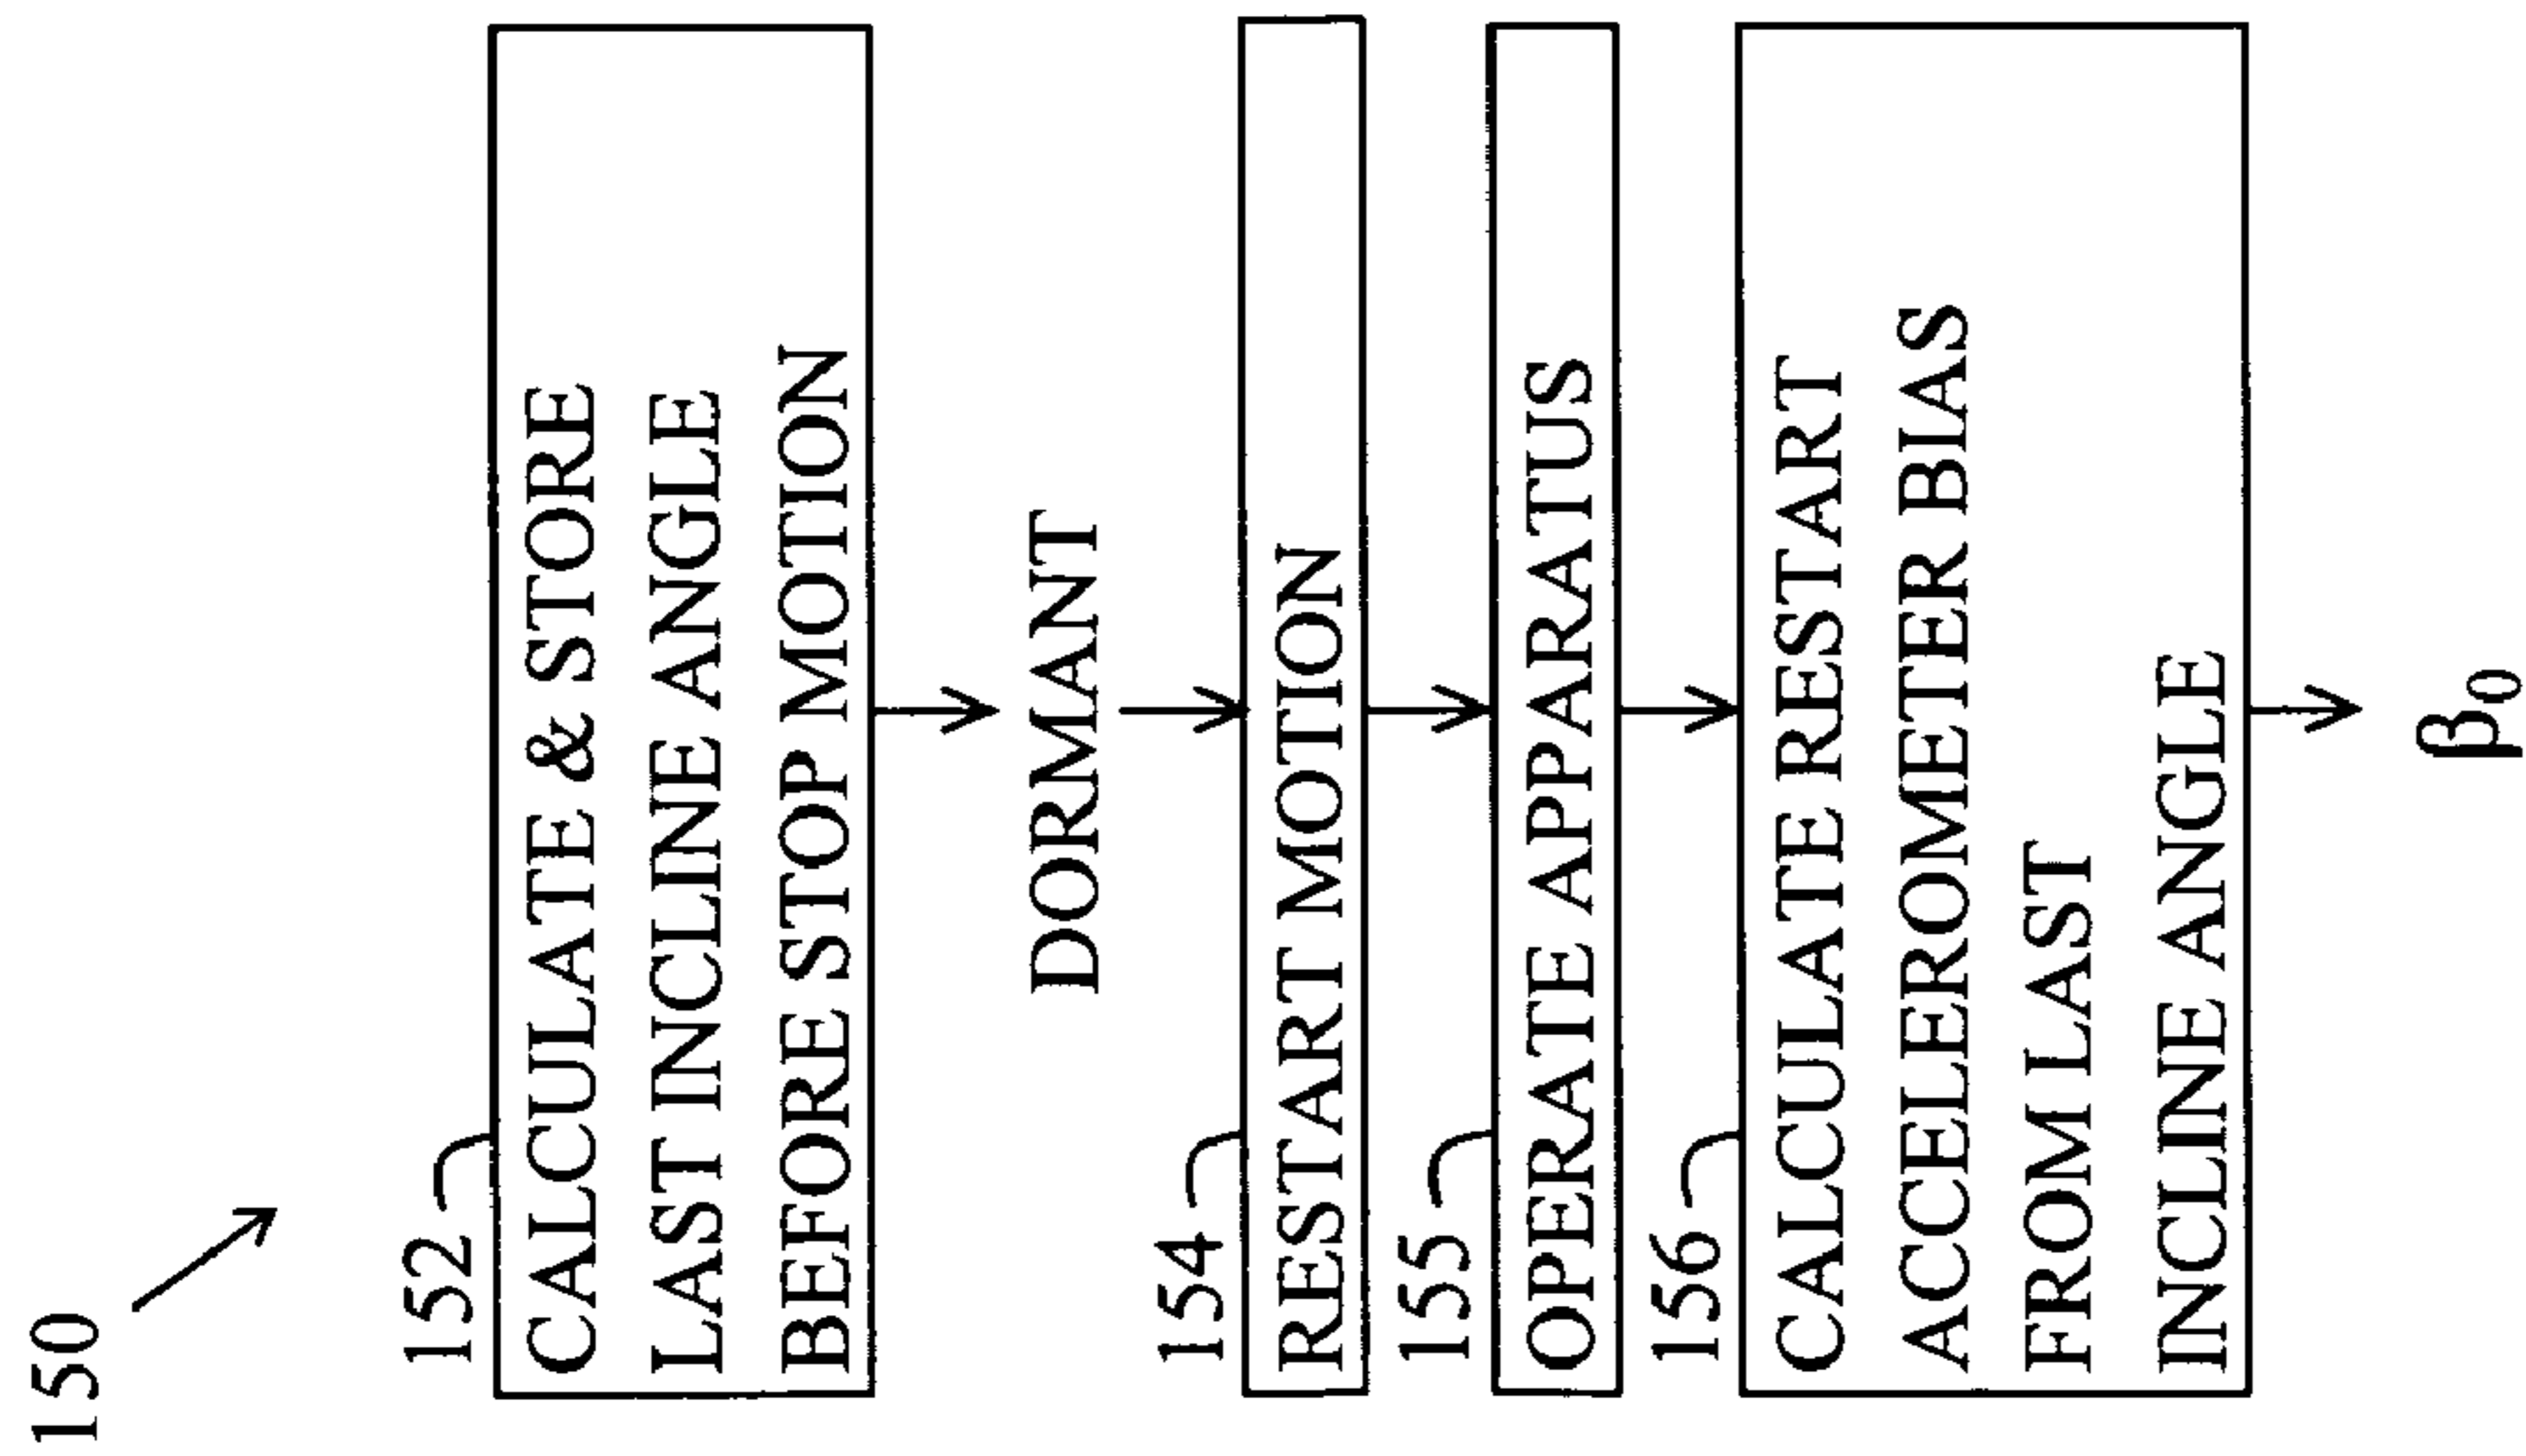 150
152
CALCULATE & STORE
LAST INCLINE ANGLE
BEFORE STOP MOTION
DORMANT
154
RESTART MOTION
155
OPERATE APPARATUS
156
CALCULATE RESTART
ACCELEROMETER BIAS
FROM LAST
INCLINE ANGLE
β₀